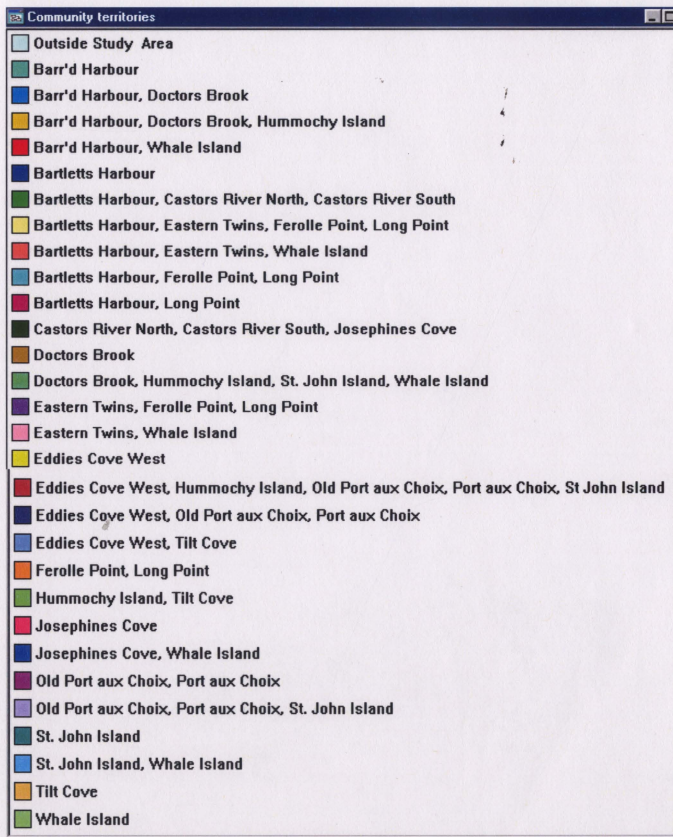 Community territories
Outside Study Area
Barr'd Harbour
Barr'd Harbour, Doctors Brook
Barr'd Harbour, Doctors Brook, Hummochy Island
Barr'd Harbour, Whale Island
Bartletts Harbour
Bartletts Harbour, Castors River North, Castors River South
Bartletts Harbour, Eastern Twins, Ferolle Point, Long Point
Bartletts Harbour, Eastern Twins, Whale Island
Bartletts Harbour, Ferolle Point, Long Point
Bartletts Harbour, Long Point
Castors River North, Castors River South, Josephines Cove
Doctors Brook
Doctors Brook, Hummochy Island, St. John Island, Whale Island
Eastern Twins, Ferolle Point, Long Point
Eastern Twins, Whale Island
Eddies Cove West
Eddies Cove West, Hummochy Island, Old Port aux Choix, Port aux Choix, St John Island
Eddies Cove West, Old Port aux Choix, Port aux Choix
Eddies Cove West, Tilt Cove
Ferolle Point, Long Point
Hummochy Island, Tilt Cove
Josephines Cove
Josephines Cove, Whale Island
Old Port aux Choix, Port aux Choix
Old Port aux Choix, Port aux Choix, St. John Island
St. John Island
St. John Island, Whale Island
Tilt Cove
Whale Island